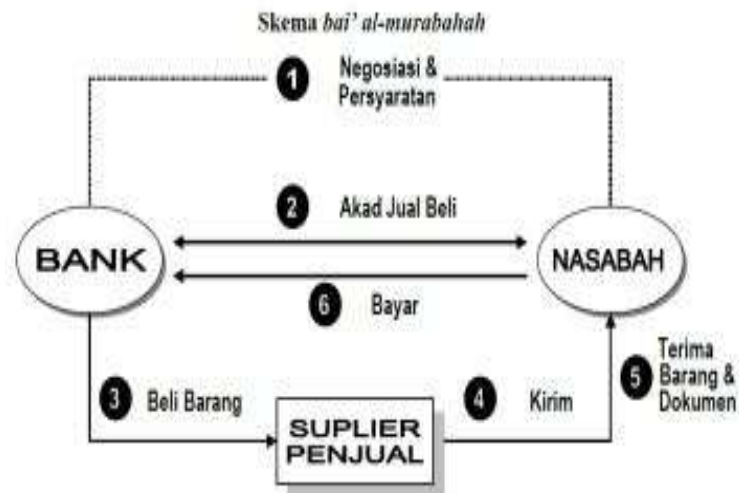 Skema bai' al-murabahah
1
Negosiasi &
Persyaratan
2
Akad Jual Beli
BANK
NASABAH
6
Bayar
3
Beli Barang
SUPLIER
PENJUAL
4
Kirim
5
Terima
Barang &
Dokumen